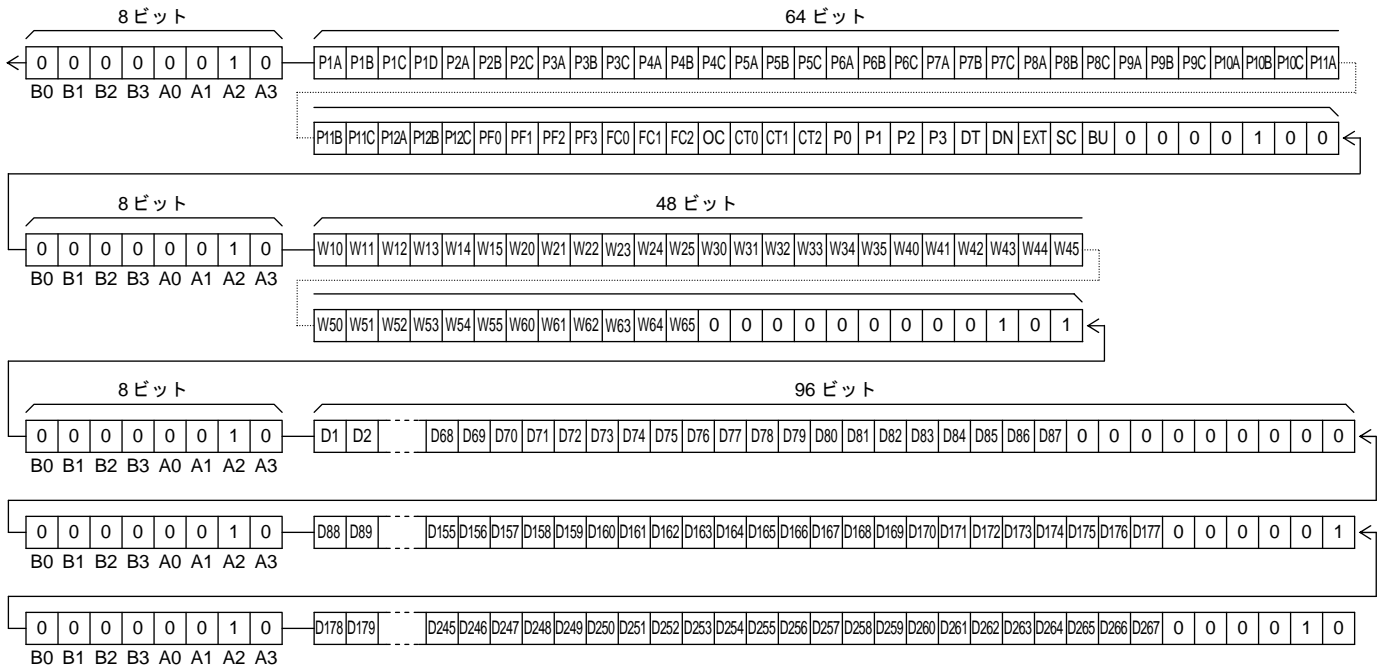 8 ビット 64 ビット
0 0 0 0 0 0 1 0 P1A P1B P1C P1D P2A P2B P2C P3A P3B P3C P4A P4B P4C P5A P5B P5C P6A P6B P6C P7A P7B P7C P8A P8B P8C P9A P9B P9C P10A P10B P10C P11A
B0 B1 B2 B3 A0 A1 A2 A3
P11B P11C P12A P12B P12C PF0 PF1 PF2 PF3 FC0 FC1 FC2 OC CT0 CT1 CT2 P0 P1 P2 P3 DT DN EXT SC BU 0 0 0 0 1 0 0
8 ビット 48 ビット
0 0 0 0 0 0 1 0 W10 W11 W12 W13 W14 W15 W20 W21 W22 W23 W24 W25 W30 W31 W32 W33 W34 W35 W40 W41 W42 W43 W44 W45
B0 B1 B2 B3 A0 A1 A2 A3
W50 W51 W52 W53 W54 W55 W60 W61 W62 W63 W64 W65 0 0 0 0 0 0 0 0 0 1 0 1
8 ビット 96 ビット
0 0 0 0 0 0 1 0 D1 D2 D68 D69 D70 D71 D72 D73 D74 D75 D76 D77 D78 D79 D80 D81 D82 D83 D84 D85 D86 D87 0 0 0 0 0 0 0 0 0
B0 B1 B2 B3 A0 A1 A2 A3
0 0 0 0 0 0 1 0 D88 D89 D155 D156 D157 D158 D159 D160 D161 D162 D163 D164 D165 D166 D167 D168 D169 D170 D171 D172 D173 D174 D175 D176 D177 0 0 0 0 0 1
B0 B1 B2 B3 A0 A1 A2 A3
0 0 0 0 0 0 1 0 D178 D179 D245 D246 D247 D248 D249 D250 D251 D252 D253 D254 D255 D256 D257 D258 D259 D260 D261 D262 D263 D264 D265 D266 D267 0 0 0 0 1 0
B0 B1 B2 B3 A0 A1 A2 A3